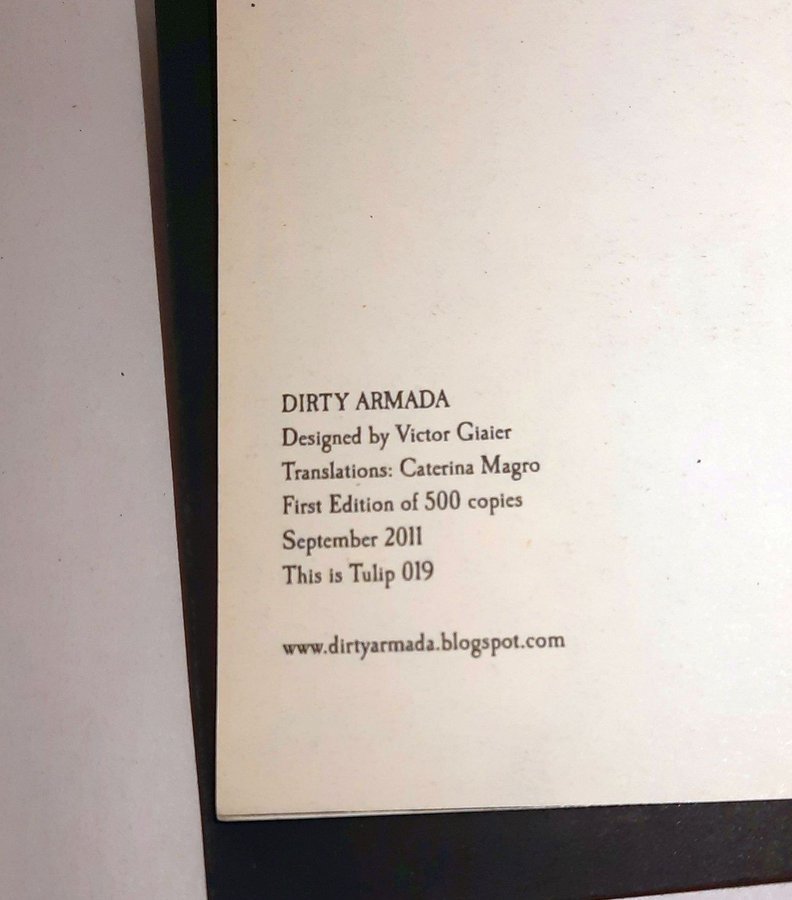 DIRTY ARMADA
Designed by Victor Giaier
Translations: Caterina Magro
First Edition of 500 copies
September 2011
This is Tulip 019
www.dirtyarmada.blogspot.com